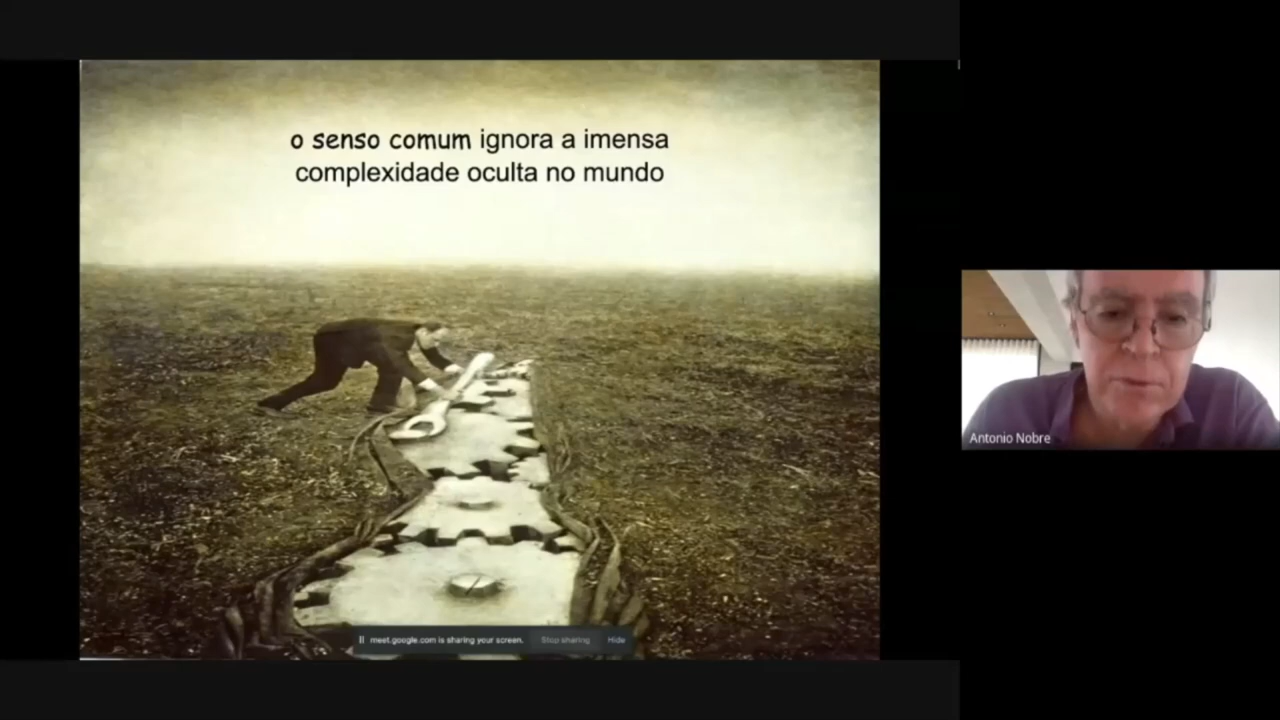 o senso comum ignora a imensa
complexidade oculta no mundo
meet.google.com is sharing your screen. Stop sharing Hide
Antonio Nobre